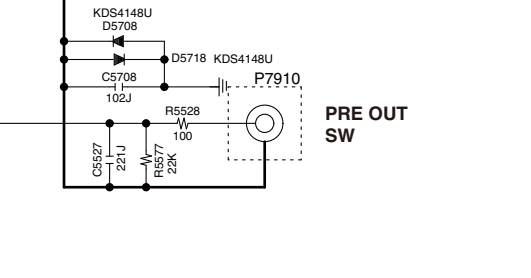 KDS4148U
D5708
D5718 KDS4148U
C5708
102J
P7910
R5528
100
PRE OUT
SW
C5527
221J
R5577
22K